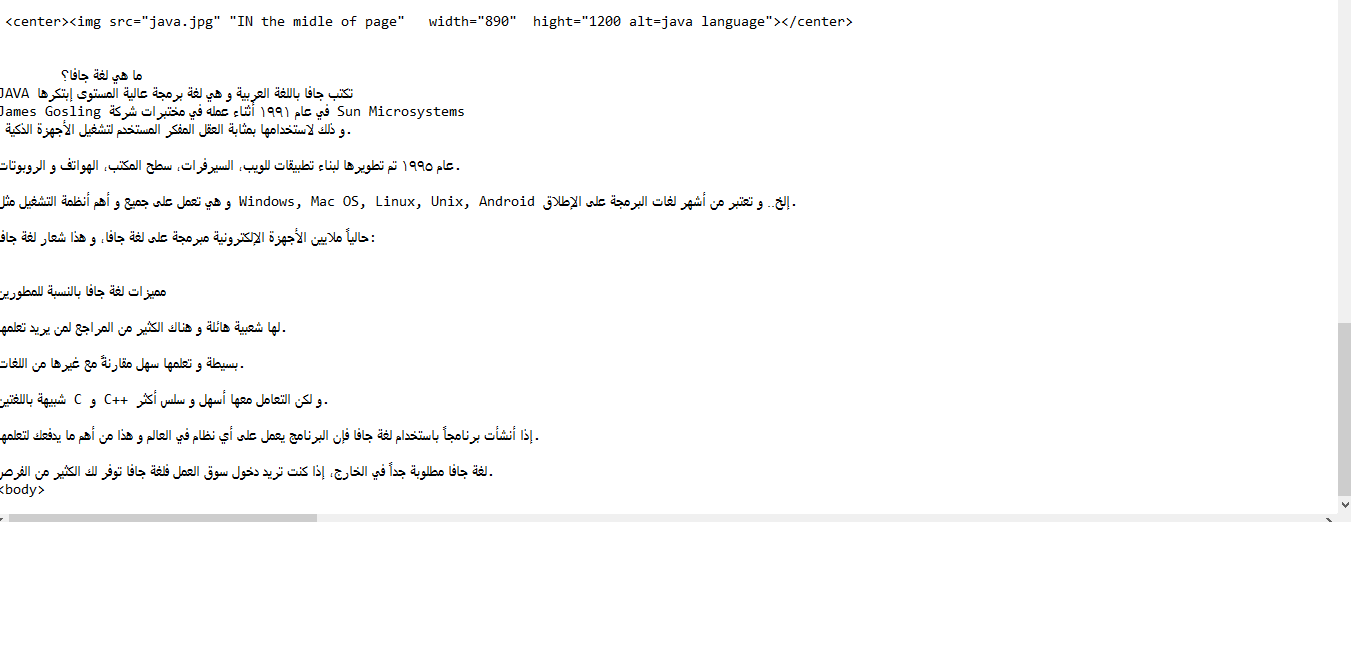 <center><img src="java.jpg" "IN the midle of page"   width="890"  hight="1200 alt=java language"></center>
ما هي لغة جافا؟
تكتب جافا باللغة العربية و هي لغة برمجة عالية المستوى إبتكرها JAVA
James Gosling في عام ١٩٩١ أثناء عمله في مختبرات شركة Sun Microsystems
و ذلك لاستخدامها بمثابة العقل المفكر المستخدم لتشغيل الأجهزة الذكية.
عام ١٩٩٥ تم تطويرها لبناء تطبيقات للويب، السيرفرات، سطح المكتب، الهواتف و الروبوتات.
و هي تعمل على جميع و أهم أنظمة التشغيل مثل Windows, Mac OS, Linux, Unix, Android إلخ.. و تعتبر من أشهر لغات البرمجة على الإطلاق.
حالياً ملايين الأجهزة الإلكترونية مبرمجة على لغة جافا، و هذا شعار لغة جافا:
مميزات لغة جافا بالنسبة للمطورين
لها شعبية هائلة و هناك الكثير من المراجع لمن يريد تعلمها.
بسيطة و تعلمها سهل مقارنةً مع غيرها من اللغات.
شبيهة باللغتين C و C++ و لكن التعامل معها أسهل و سلس أكثر.
إذا أنشأت برنامجاً باستخدام لغة جافا فإن البرنامج يعمل على أي نظام في العالم و هذا من أهم ما يدفعك لتعلمها.
لغة جافا مطلوبة جداً في الخارج، إذا كنت تريد دخول سوق العمل فلغة جافا توفر لك الكثير من الفرص.
<body>